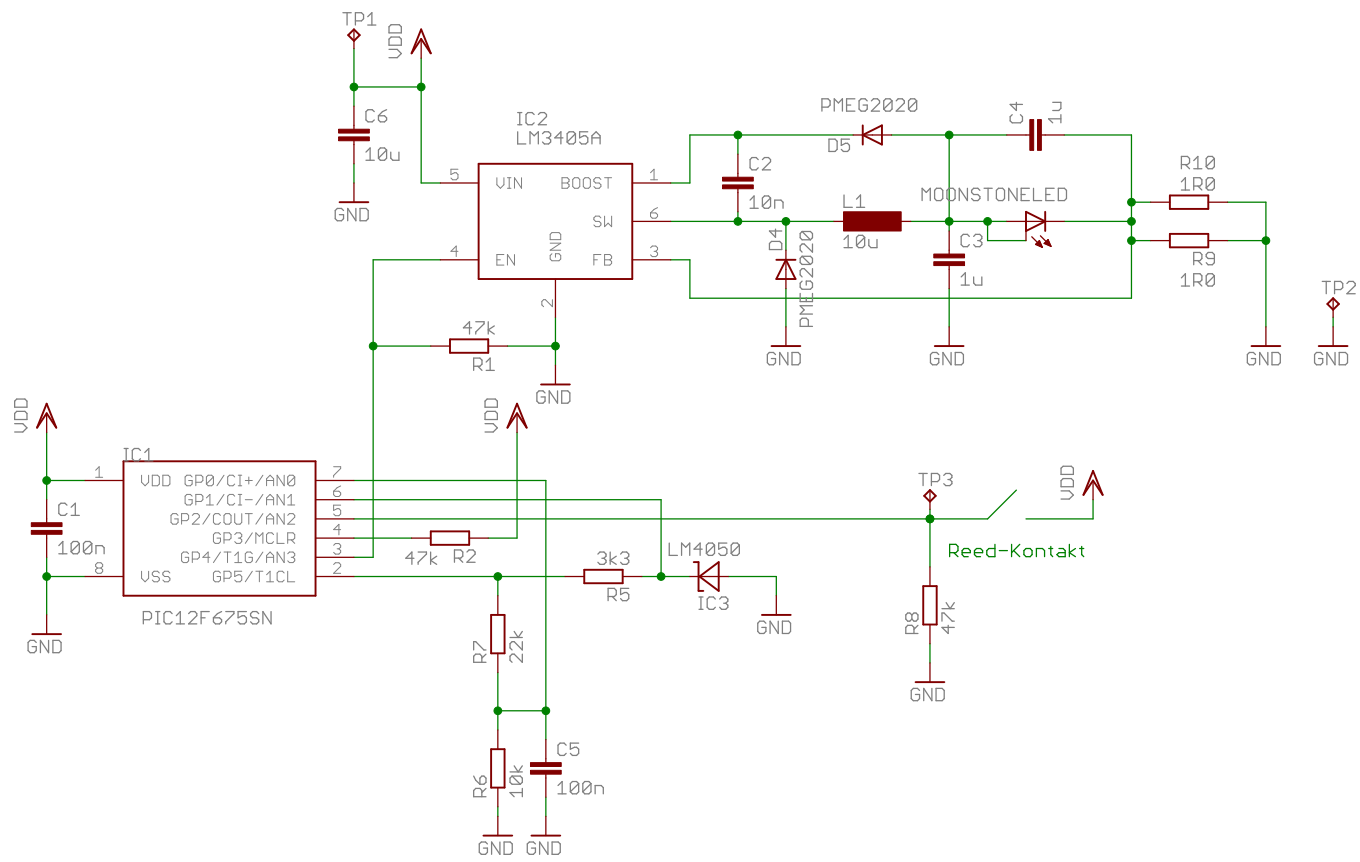 TP1
VDD
C6
10u
GND
IC2
LM3405A
5
VIN
BOOST
1
SW
6
4
EN
GND
FB
3
2
C2
10n
PMEG2020
D5
C4
1u
L1
10u
MOONSTONELED
D4
PMEG2020
GND
C3
1u
GND
R10
1R0
R9
1R0
GND
TP2
GND
47k
R1
GND
VDD
VDD
IC1
1
VDD
GP0/CI+/AN0
7
GP1/CI-/AN1
6
GP2/COUT/AN2
5
GP3/MCLR
4
GP4/T1G/AN3
3
8
VSS
GP5/T1CL
2
PIC12F675SN
C1
100n
GND
47k
R2
3k3
R5
LM4050
IC3
GND
TP3
VDD
Reed-Kontakt
R8
47k
GND
R7
22k
R6
10k
C5
100n
GND
GND